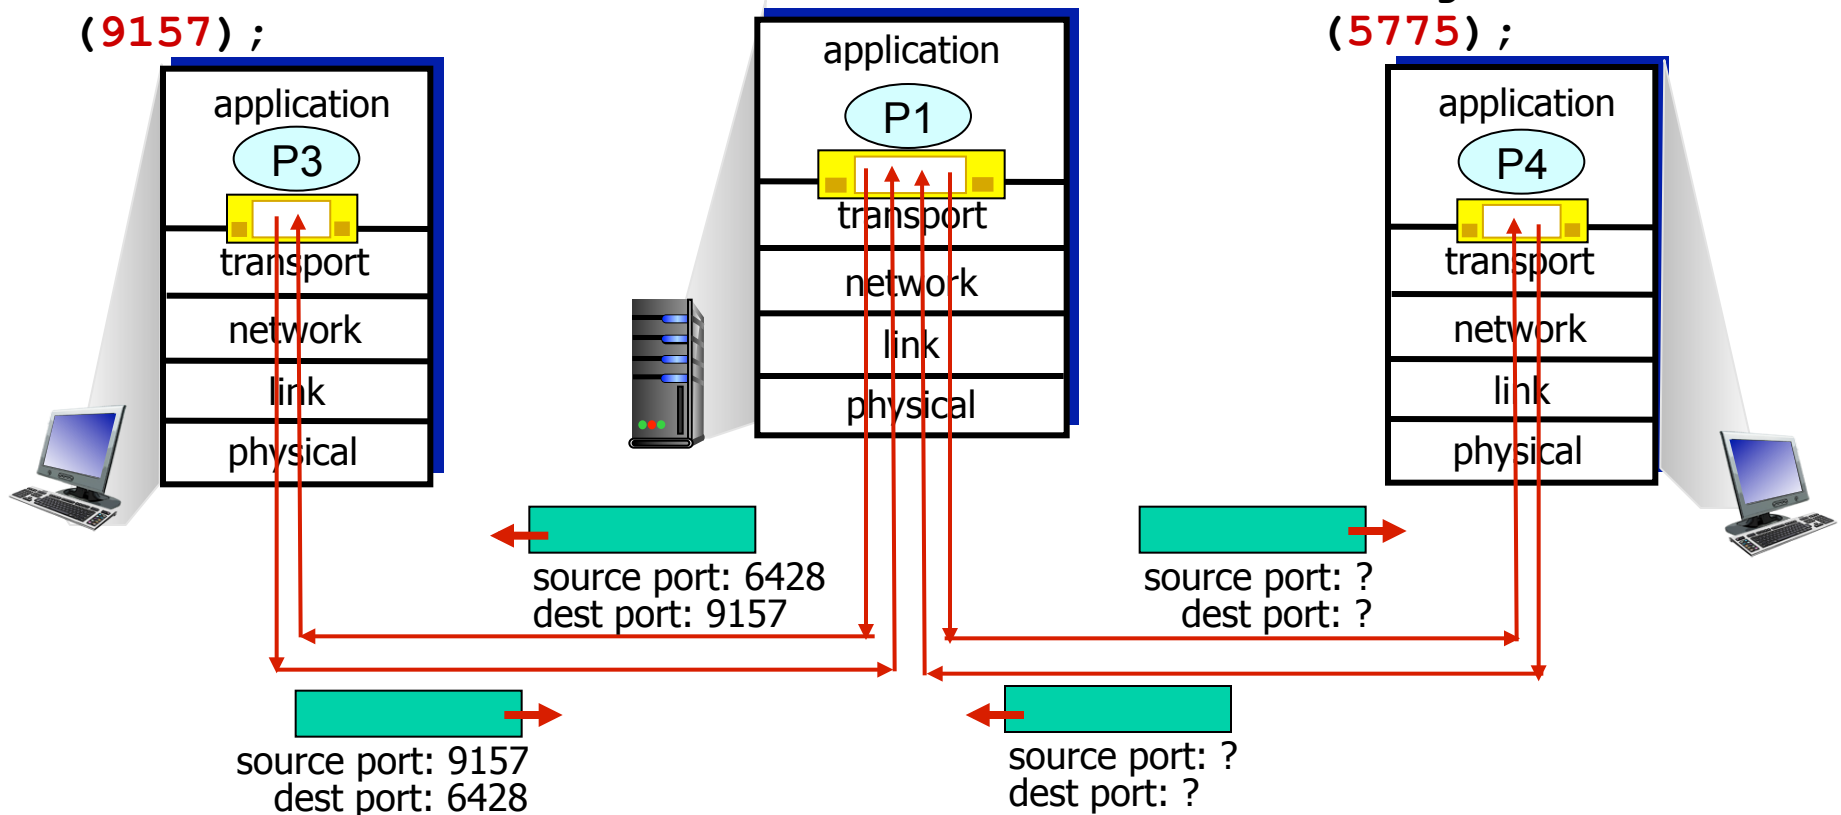 (9157);
application
P3
transport
network
link
physical
application
P1
transport
network
link
physical
(5775);
application
P4
transport
network
link
physical
source port: 6428
dest port: 9157
source port: ?
dest port: ?
source port: 9157
dest port: 6428
source port: ?
dest port: ?